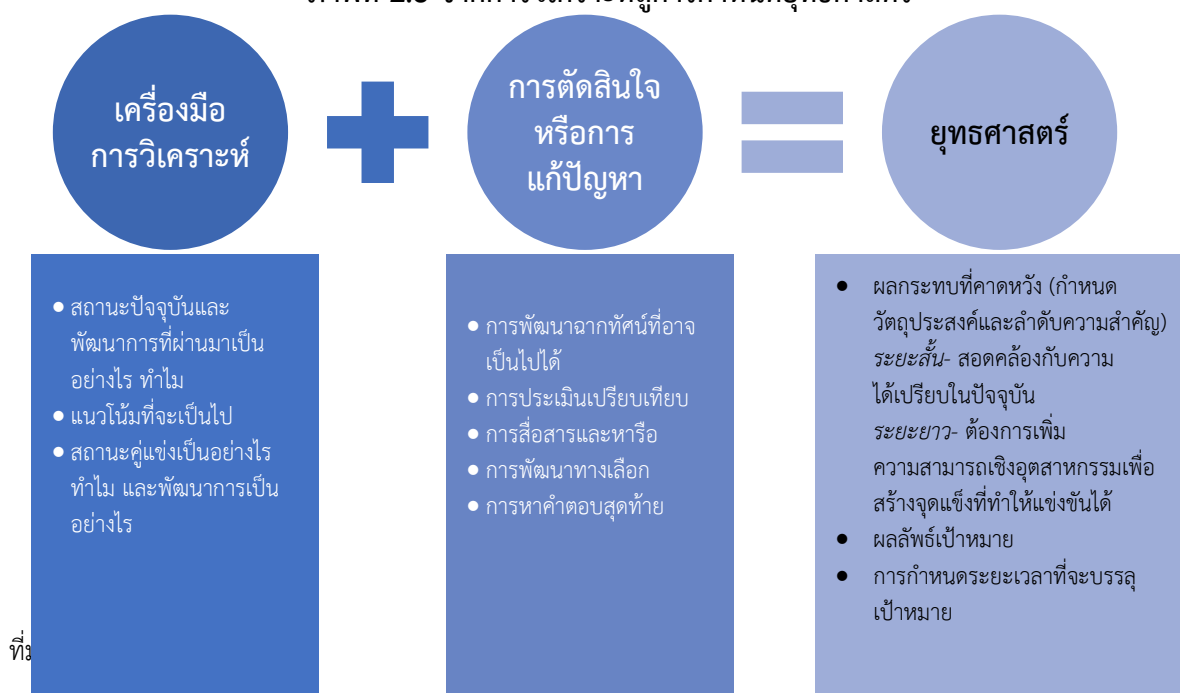 เครื่องมือ
การวิเคราะห์
การตัดสินใจ
หรือการ
แก้ปัญหา
ยุทธศาสตร์
● สถานะปัจจุบันและ
พัฒนาการที่ผ่านมาเป็น
อย่างไร ทำไม
● แนวโน้มที่จะเป็นไป
● สถานะคู่แข่งเป็นอย่างไร
ทำไม และพัฒนาการเป็น
อย่างไร
● การพัฒนาฉากทัศน์ที่อาจ
เป็นไปได้
● การประเมินเปรียบเทียบ
● การสื่อสารและหารือ
● การพัฒนาทางเลือก
● การหาคำตอบสุดท้าย
● ผลกระทบที่คาดหวัง (กำหนด
วัตถุประสงค์และลำดับความสำคัญ)
ระยะสั้น- สอดคล้องกับความ
ได้เปรียบในปัจจุบัน
ระยะยาว- ต้องการเพิ่ม
ความสามารถเชิงอุตสาหกรรมเพื่อ
สร้างจุดแข็งที่ทำให้แข่งขันได้
● ผลลัพธ์เป้าหมาย
● การกำหนดระยะเวลาที่จะบรรลุ
เป้าหมาย